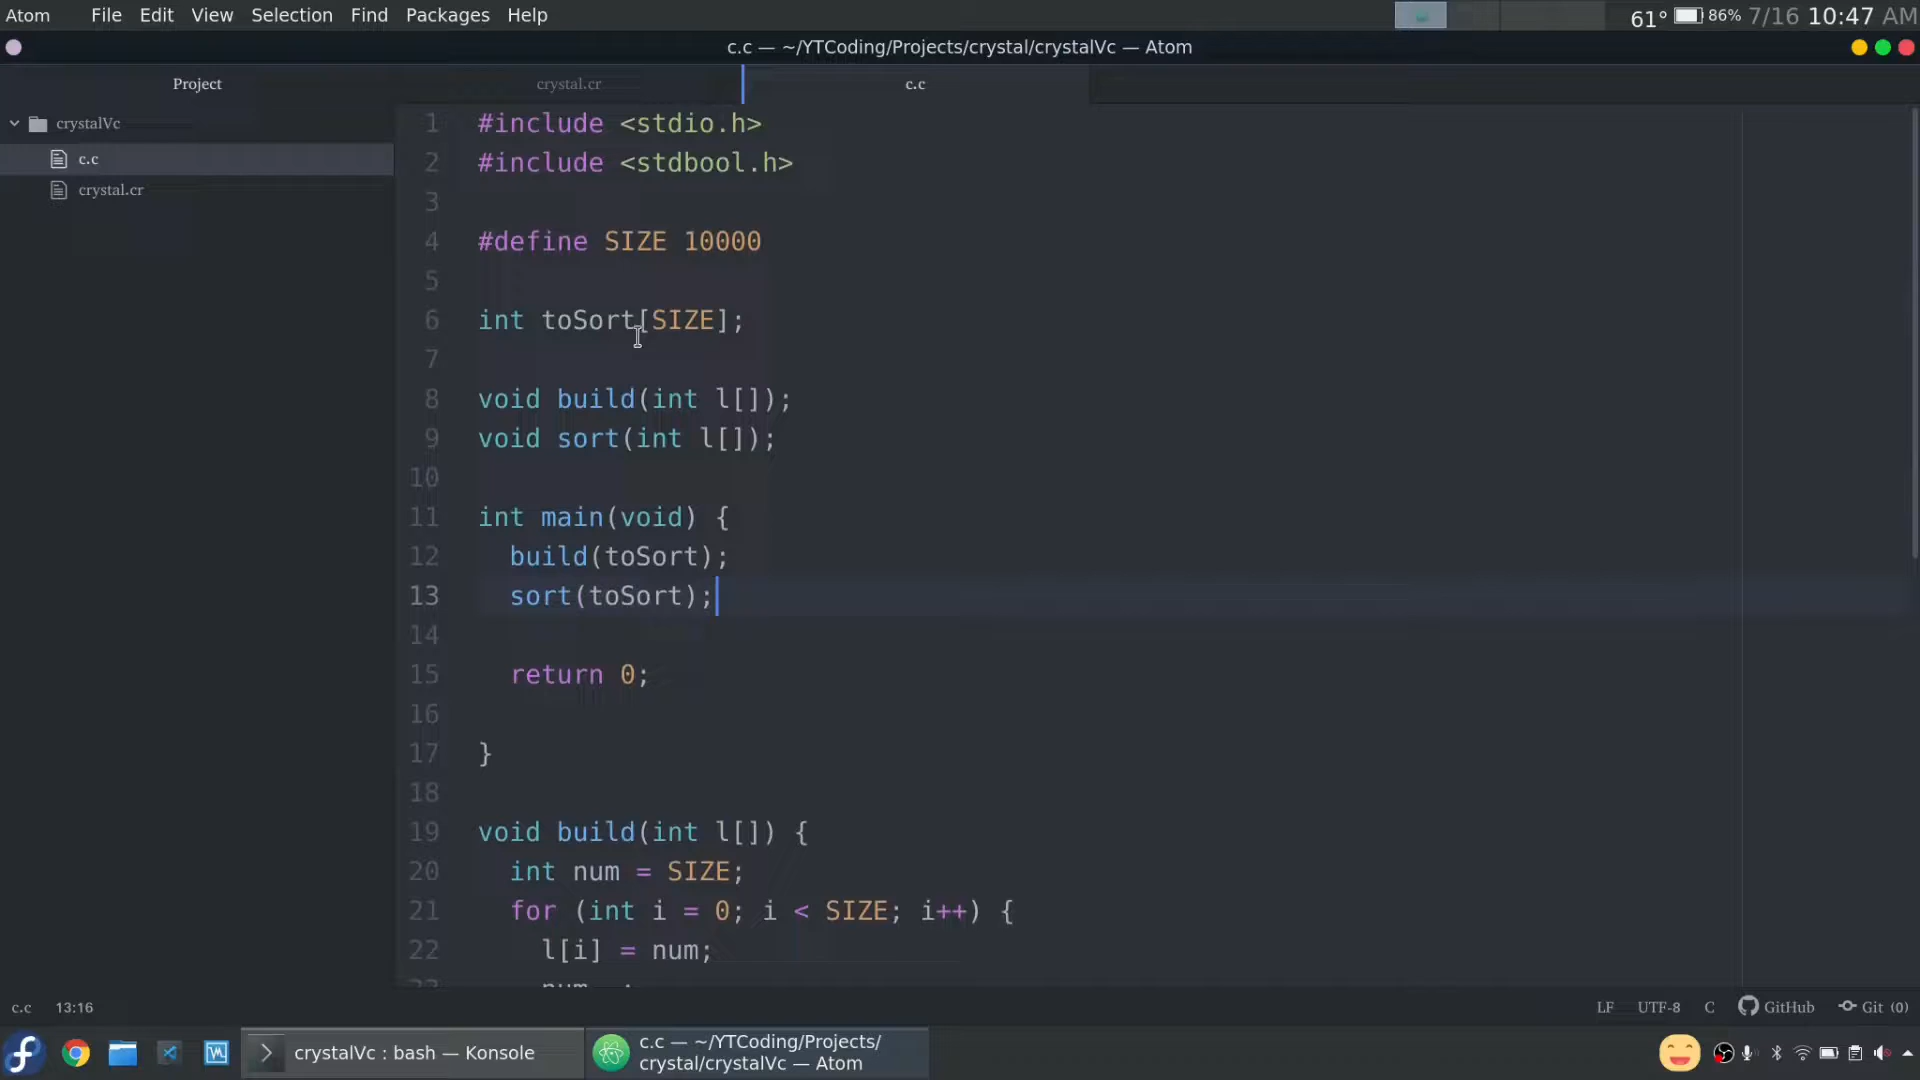 Atom File Edit View Selection Find Packages Help 61° 86% 7/16 10:47 AM
c.c — ~/YTCoding/Projects/crystal/crystalVc — Atom
Project crystal.cr c.c
crystalVc
c.c
crystal.cr
1 #include <stdio.h>
2 #include <stdbool.h>
3
4 #define SIZE 10000
5
6 int toSort[SIZE];
7
8 void build(int l[]);
9 void sort(int l[]);
10
11 int main(void) {
12 build(toSort);
13 sort(toSort);
14
15 return 0;
16
17 }
18
19 void build(int l[]) {
20 int num = SIZE;
21 for (int i = 0; i < SIZE; i++) {
22 l[i] = num;
c.c 13:16 LF UTF-8 C GitHub Git (0)
crystalVc : bash — Konsole
c.c — ~/YTCoding/Projects/
crystal/crystalVc — Atom